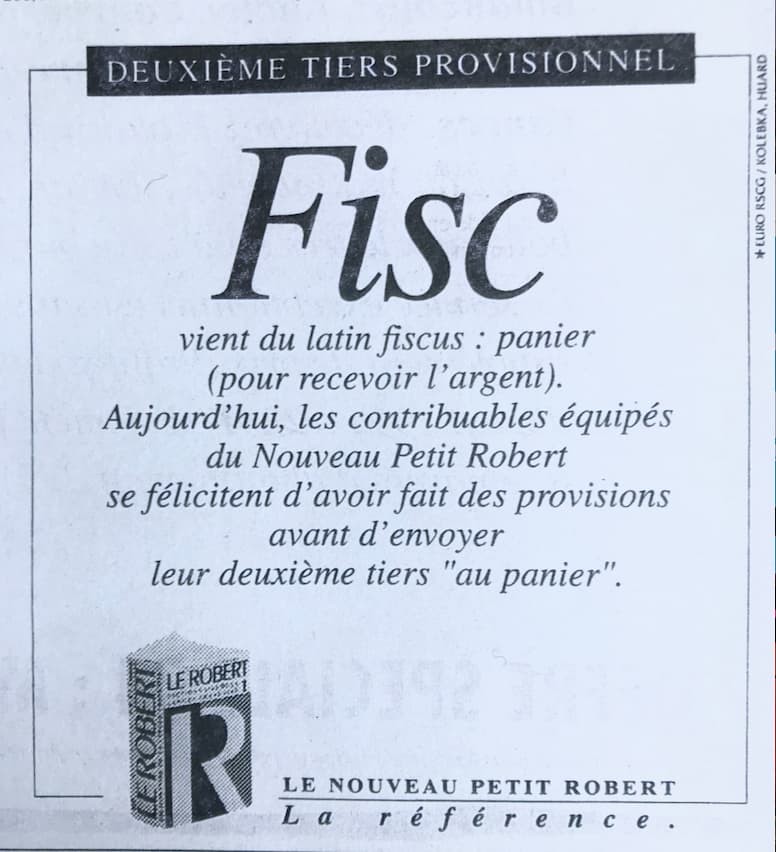 DEUXIÈME TIERS PROVISIONNEL
Fisc
vient du latin fiscus : panier
(pour recevoir l'argent).
Aujourd'hui, les contribuables équipés
du Nouveau Petit Robert
se félicitent d'avoir fait des provisions
avant d'envoyer
leur deuxième tiers "au panier".
LE ROBERT
LE ROBERT
1
R
LE NOUVEAU PETIT ROBERT
La référence.
* EURO RSCG / KOLEBKA, HUARD